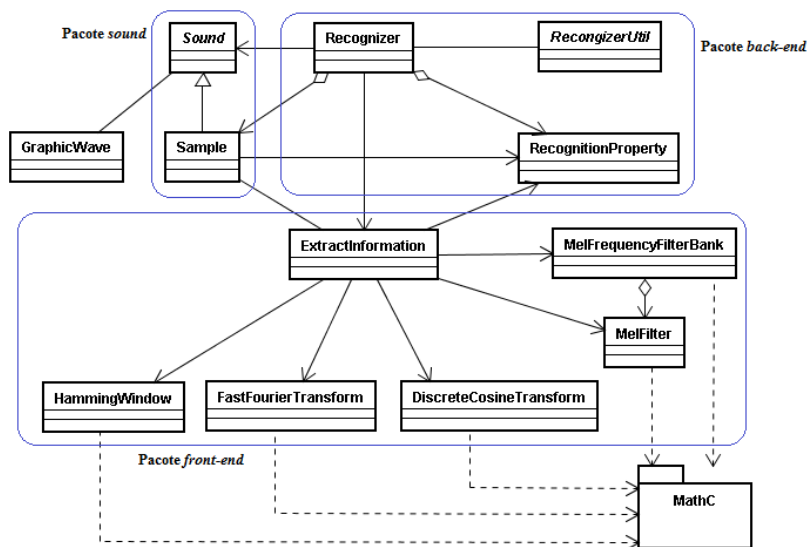 Pacote sound
Sound
Recognizer
RecongizerUtil
Pacote back-end
GraphicWave
Sample
RecognitionProperty
ExtractInformation
MelFrequencyFilterBank
MelFilter
HammingWindow
FastFourierTransform
DiscreteCosineTransform
Pacote front-end
MathC